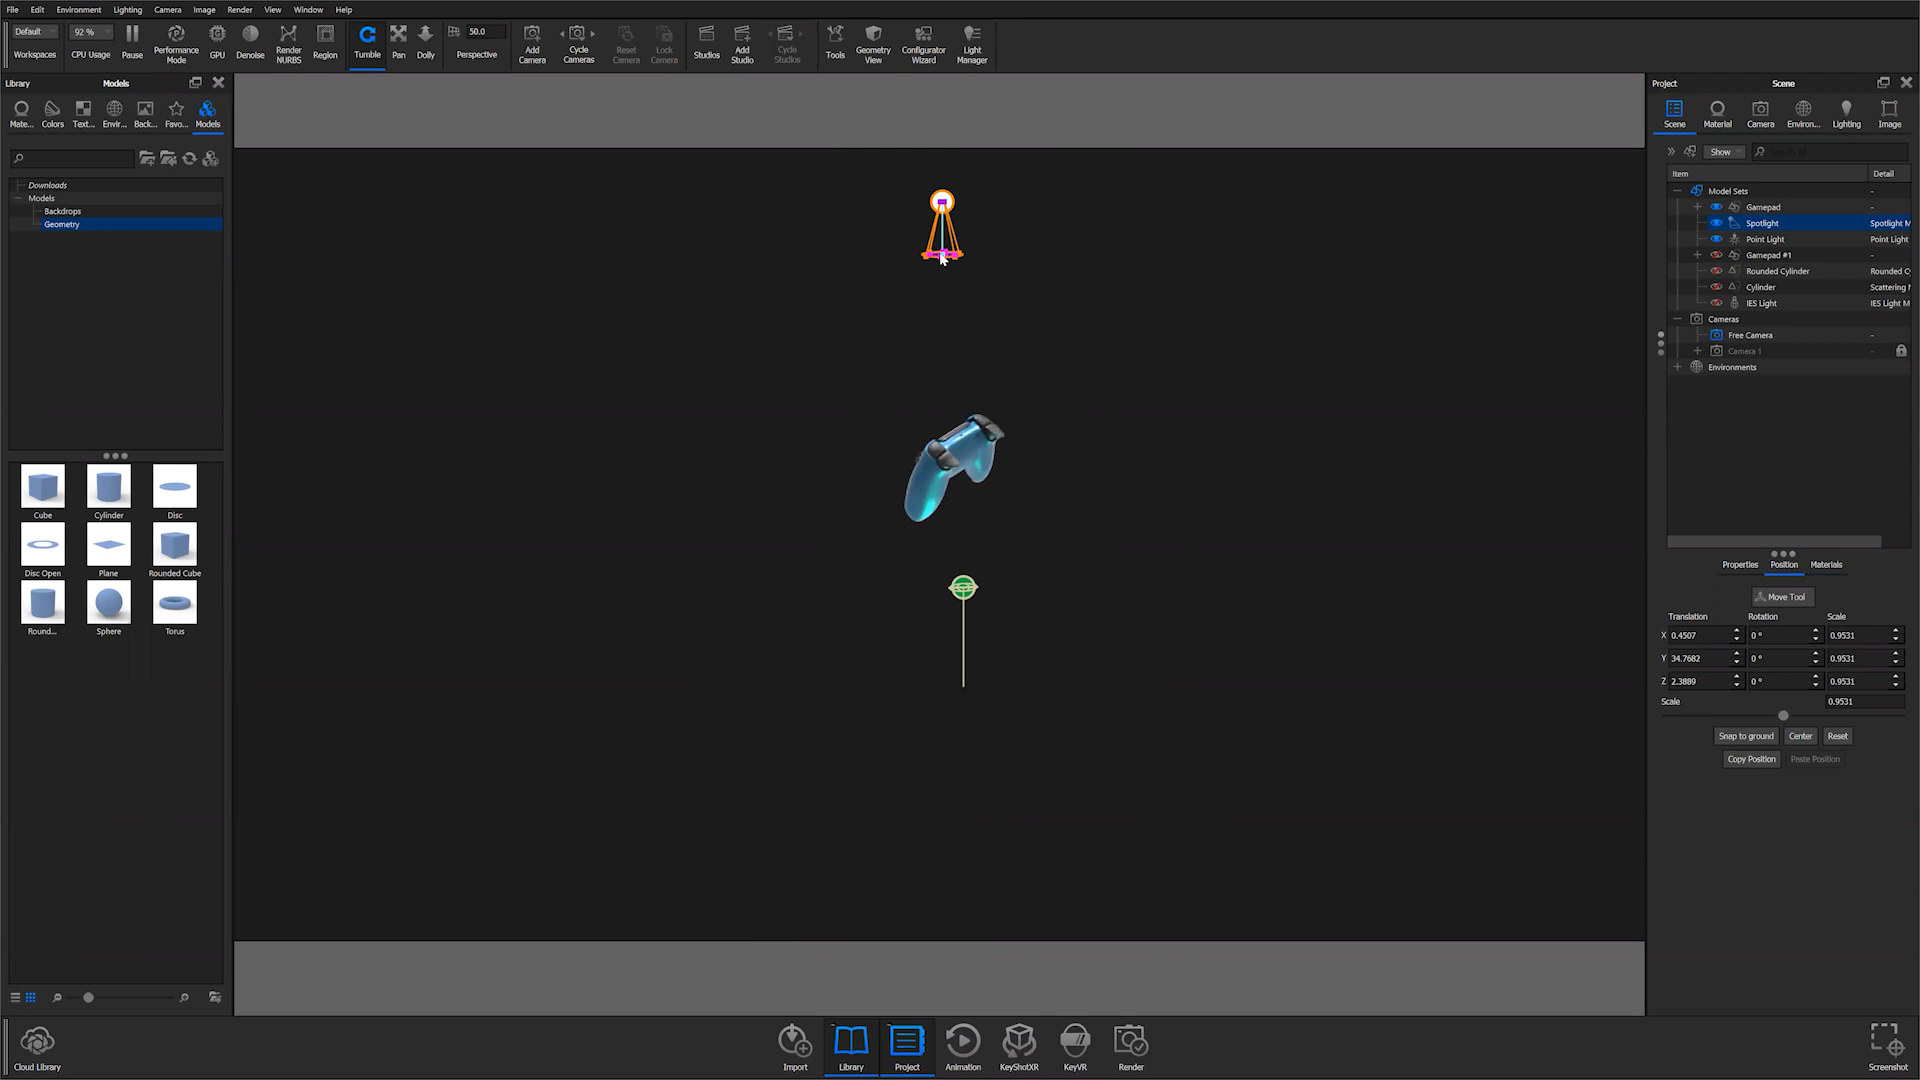 File Edit Environment Lighting Camera Image Render View Window Help
Default 92 % 50.0
Workspaces CPU Usage Pause Performance Mode GPU Denoise Render NURBS Region Tumble Pan Dolly Perspective Add Camera Cycle Cameras Reset Camera Lock Camera Studios Add Studio Cycle Studios Tools Geometry View Configurator Wizard Light Manager
Library Models
Mate... Colors Text... Envir... Back... Favo... Models
Downloads
Models
Backdrops
Geometry
Cube Cylinder Disc
Disc Open Plane Rounded Cube
Round... Sphere Torus
Project Scene
Scene Material Camera Environ... Lighting Image
Show
Item Detail
Model Sets -
Gamepad -
Spotlight Spotlight M
Point Light Point Light
Gamepad #1 -
Rounded Cylinder Rounded Cy
Cylinder Scattering M
IES Light IES Light M
Cameras
Free Camera -
Camera 1 -
Environments
Properties Position Materials
Move Tool
Translation Rotation Scale
X 0.4507 0 ° 0.9531
Y 34.7682 0 ° 0.9531
Z 2.3889 0 ° 0.9531
Scale 0.9531
Snap to ground Center Reset
Copy Position Paste Position
Cloud Library Import Library Project Animation KeyShotXR KeyVR Render Screenshot